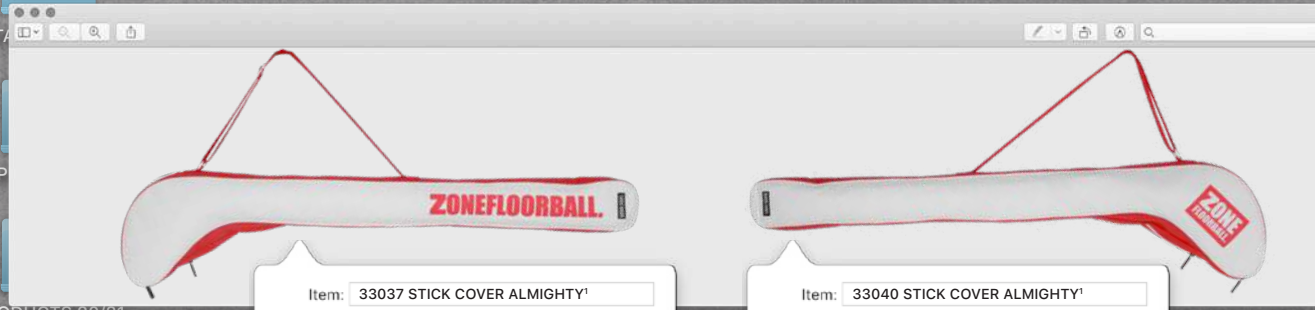 ZONEFLOORBALL.
ZONE
FLOORBALL
Item: 33037 STICK COVER ALMIGHTY¹
Item: 33040 STICK COVER ALMIGHTY¹